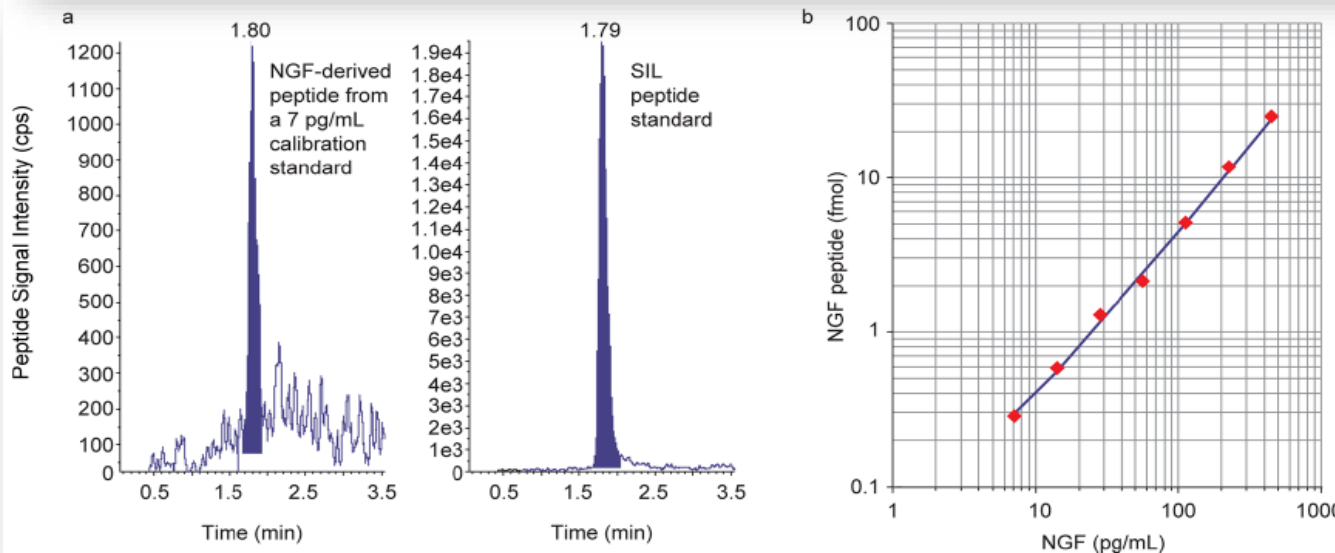 a
1.80
1200
1100
1000
900
800
700
600
500
400
300
200
100
0
0.5 1.5 2.5 3.5
Time (min)
Peptide Signal Intensity (cps)
NGF-derived
peptide from
a 7 pg/mL
calibration
standard
1.79
1.9e4
1.8e4
1.7e4
1.6e4
1.5e4
1.4e4
1.3e4
1.2e4
1.1e4
1.0e4
9e3
8e3
7e3
6e3
5e3
4e3
3e3
2e3
1e3
0
0.5 1.5 2.5 3.5
Time (min)
SIL
peptide
standard
b
100
10
1
0.1
NGF peptide (fmol)
1 10 100 1000
NGF (pg/mL)